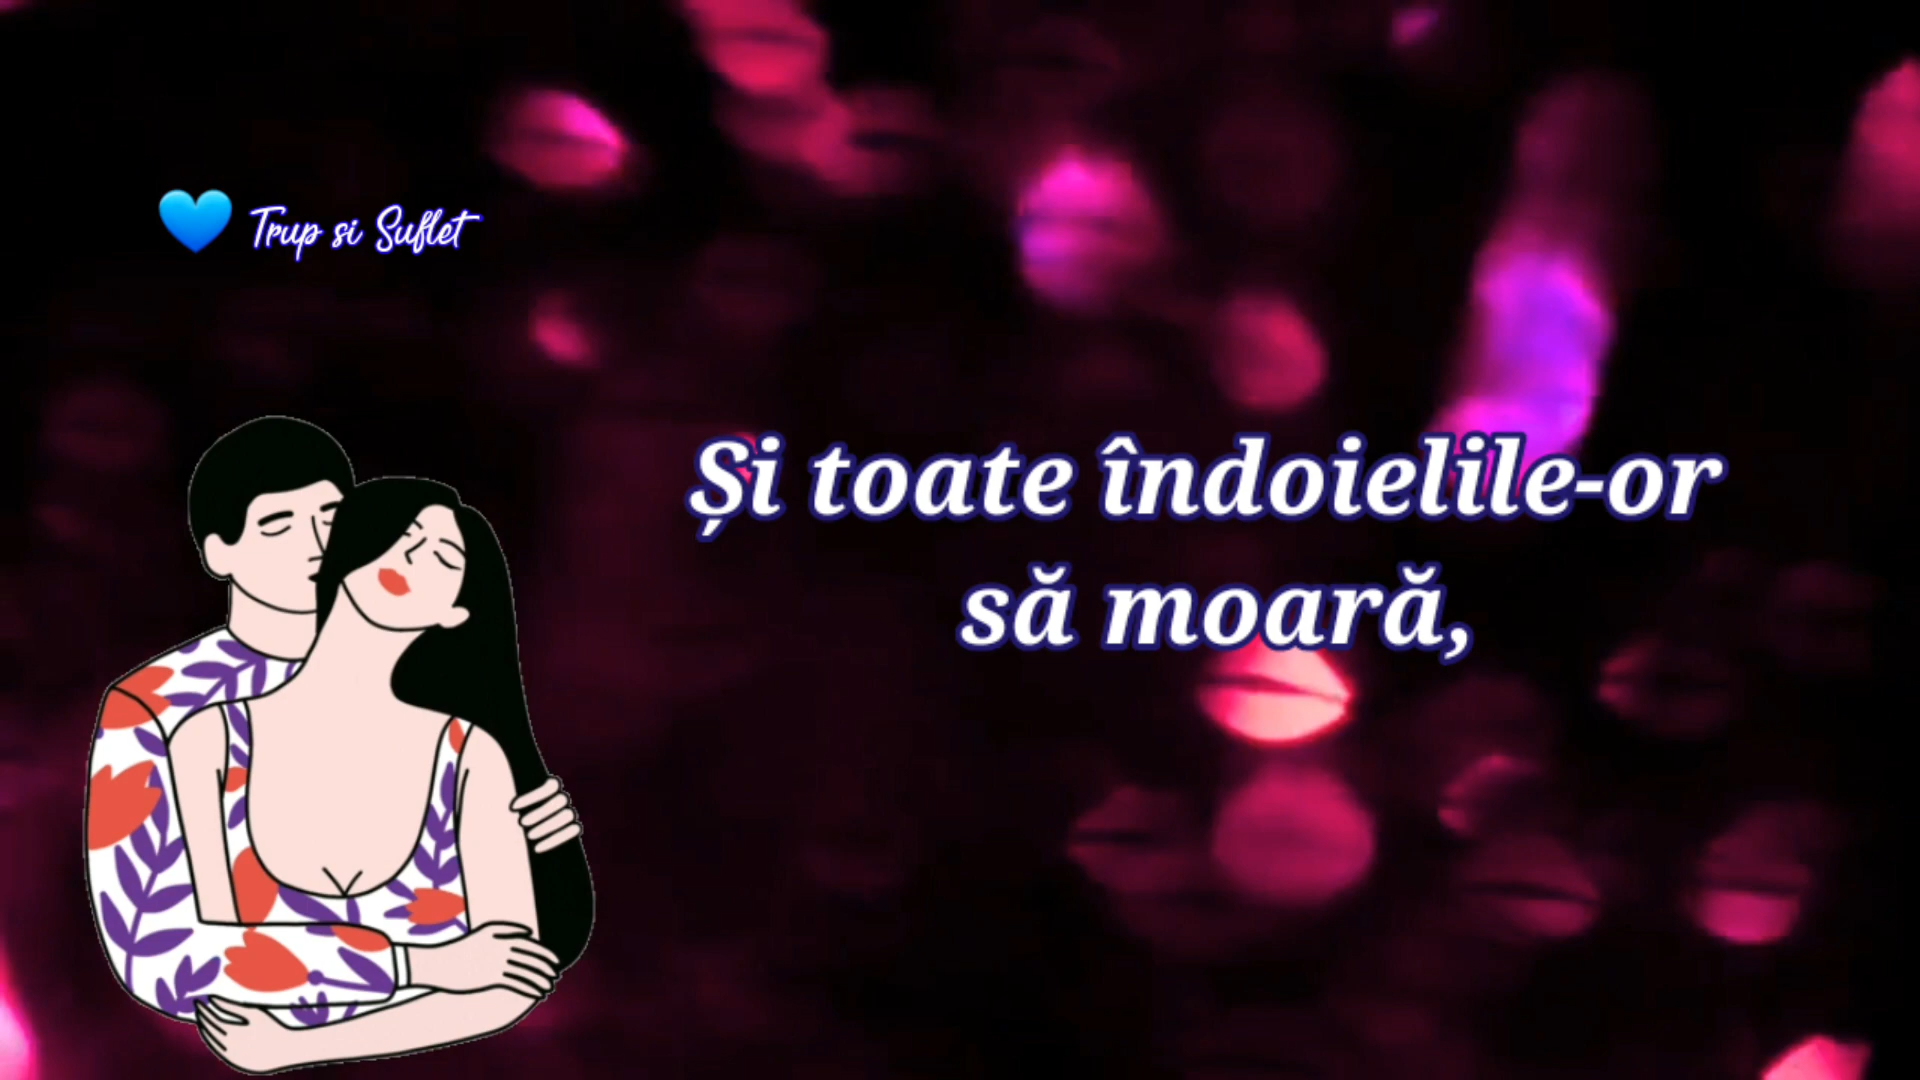 💙 Trup si Suflet
Și toate îndoielile-or
să moară,